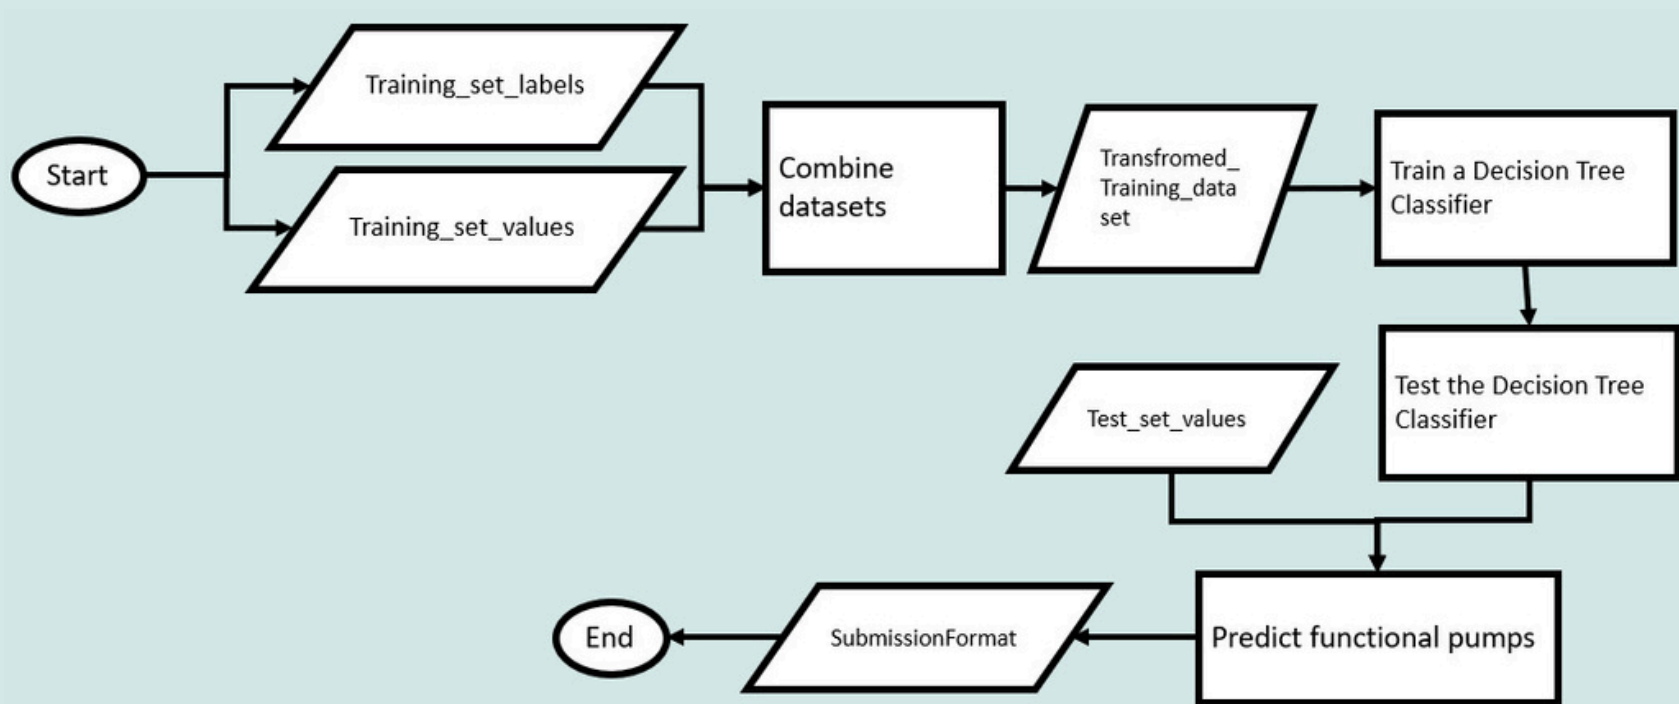 Training_set_labels
Start
Training_set_values
Combine
datasets
Transfromed_
Training_data
set
Train a Decision Tree
Classifier
Test_set_values
Test the Decision Tree
Classifier
End
SubmissionFormat
Predict functional pumps